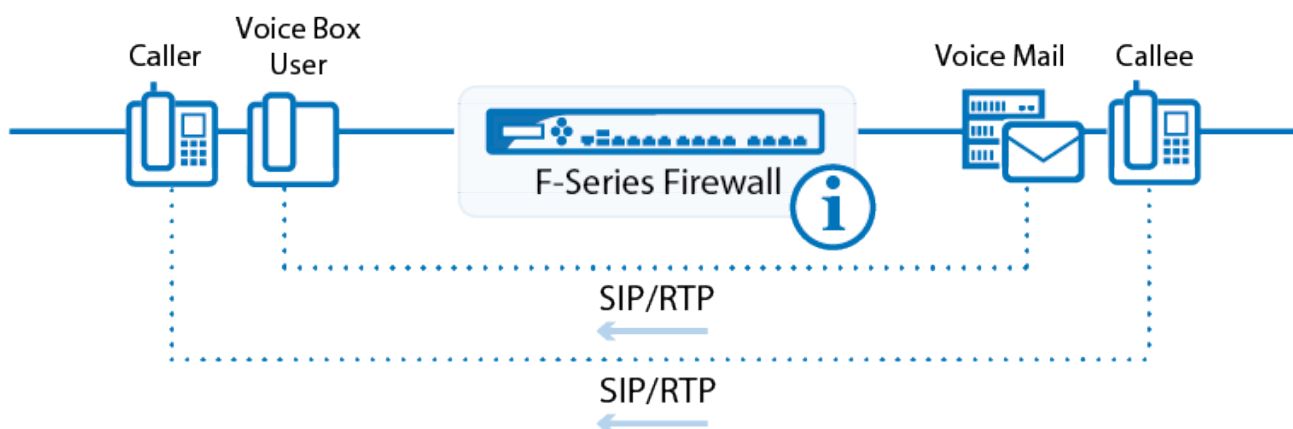 Caller
Voice Box
User
Voice Mail
Callee
F-Series Firewall
i
SIP/RTP
SIP/RTP